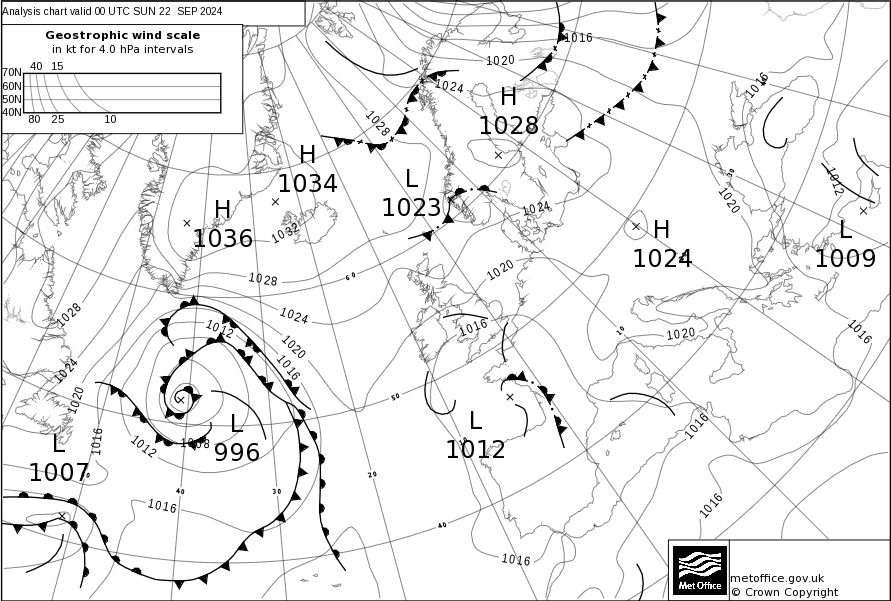 Analysis chart valid 00 UTC SUN 22 SEP 2024
Geostrophic wind scale
in kt for 4.0 hPa intervals
40 15
70N
60N
50N
40N
80 25 10
1016
1020
1024
1016
H
1028
1028
H
1034
L
1023
1012
30
1020
H
1036
1032
1024
H
1024
L
1009
1028
60
1020
1028
1024
1012
1020
1016
1016
1020
10
1016
1024
1016
1020
50
L
996
1008
L
1012
1016
1012
1016
L
1007
20
40
30
1016
40
1016
1016
Met Office
metoffice.gov.uk
© Crown Copyright